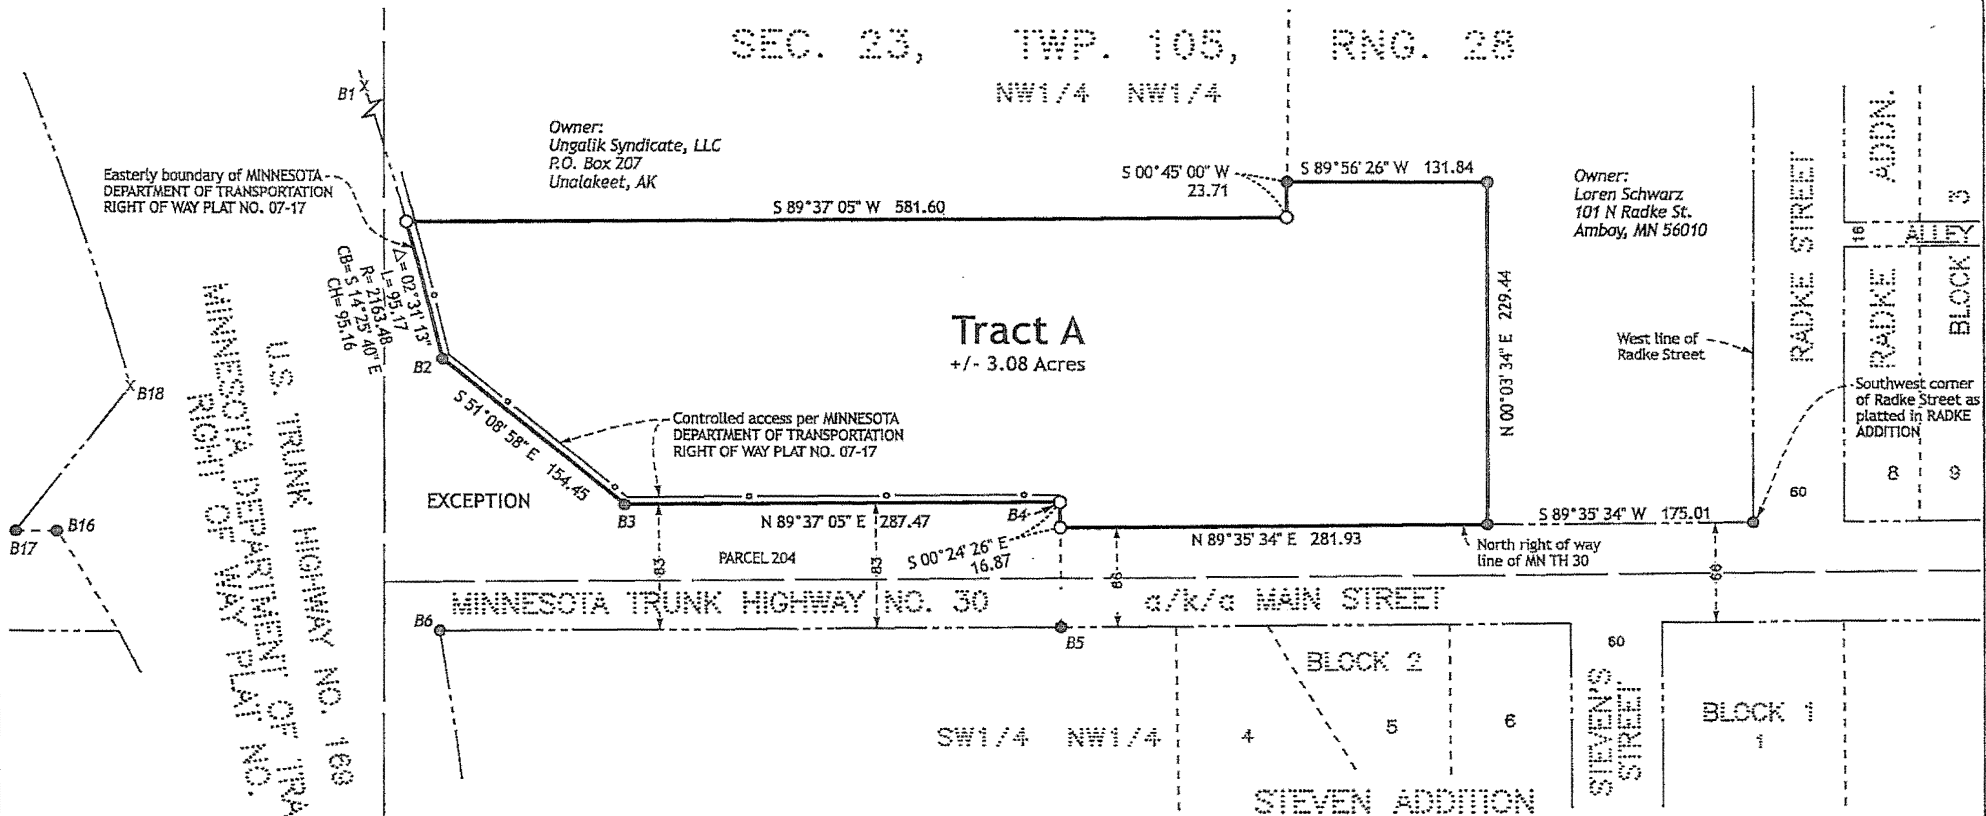 SEC. 23, TWP. 105, RNG. 28
NW1/4 NW1/4
B1
Owner:
Ungalik Syndicate, LLC
P.O. Box 207
Unalakeet, AK
Easterly boundary of MINNESOTA
DEPARTMENT OF TRANSPORTATION
RIGHT OF WAY PLAT NO. 07-17
S 89°37' 05" W 581.60
S 00°45' 00" W
23.71
S 89°56' 26" W 131.84
Owner:
Loren Schwarz
101 N Radke St.
Amboy, MN 56010
RADKE STREET
ADDN.
3
16
ALLEY
RADKE
BLOCK
△= 02°31' 13"
L= 95.17
R= 2163.48
CB= S 14°25' 40" E
CH= 95.16
Tract A
+/- 3.08 Acres
N 00°03' 34" E 229.44
West line of
Radke Street
Southwest corner
of Radke Street as
platted in RADKE
ADDITION
B18
B2
S 51°08' 58" E 154.45
Controlled access per MINNESOTA
DEPARTMENT OF TRANSPORTATION
RIGHT OF WAY PLAT NO. 07-17
EXCEPTION
B3
N 89°37' 05" E 287.47
B4
60
8
9
S 89°35' 34" W 175.01
B17
B16
PARCEL 204
83
83
S 00°24' 26" E
16.87
66
N 89°35' 34" E 281.93
North right of way
line of MN TH 30
66
MINNESOTA TRUNK HIGHWAY NO. 30 a/k/a MAIN STREET
B6
B5
U.S. TRUNK HIGHWAY NO. 169
MINNESOTA DEPARTMENT OF TRA
RIGHT OF WAY PLAT NO.
SW1/4 NW1/4
4
BLOCK 2
5
6
60
STEVEN'S
STREET
BLOCK 1
1
STEVEN ADDITION